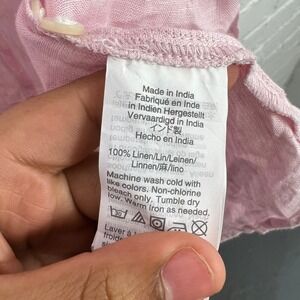 Made in India
Fabriqué en Inde
in Indien Hergestellt
Vervaardigd in India
インド製
Hecho en India
100% Linen/Lin/Leinen/
Linnen/麻/lino
Machine wash cold with
like colors. Non-chlorine
bleach only. Tumble dry
low. Warm Iron as needed.
Laver à
froide